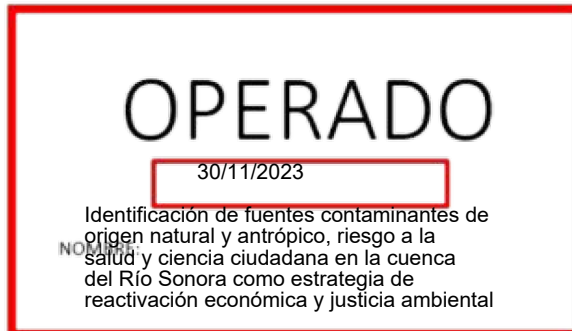 OPERADO
30/11/2023
Identificación de fuentes contaminantes de
origen natural y antrópico, riesgo a la
NOMBRE:
salud y ciencia ciudadana en la cuenca
del Río Sonora como estrategia de
reactivación económica y justicia ambiental